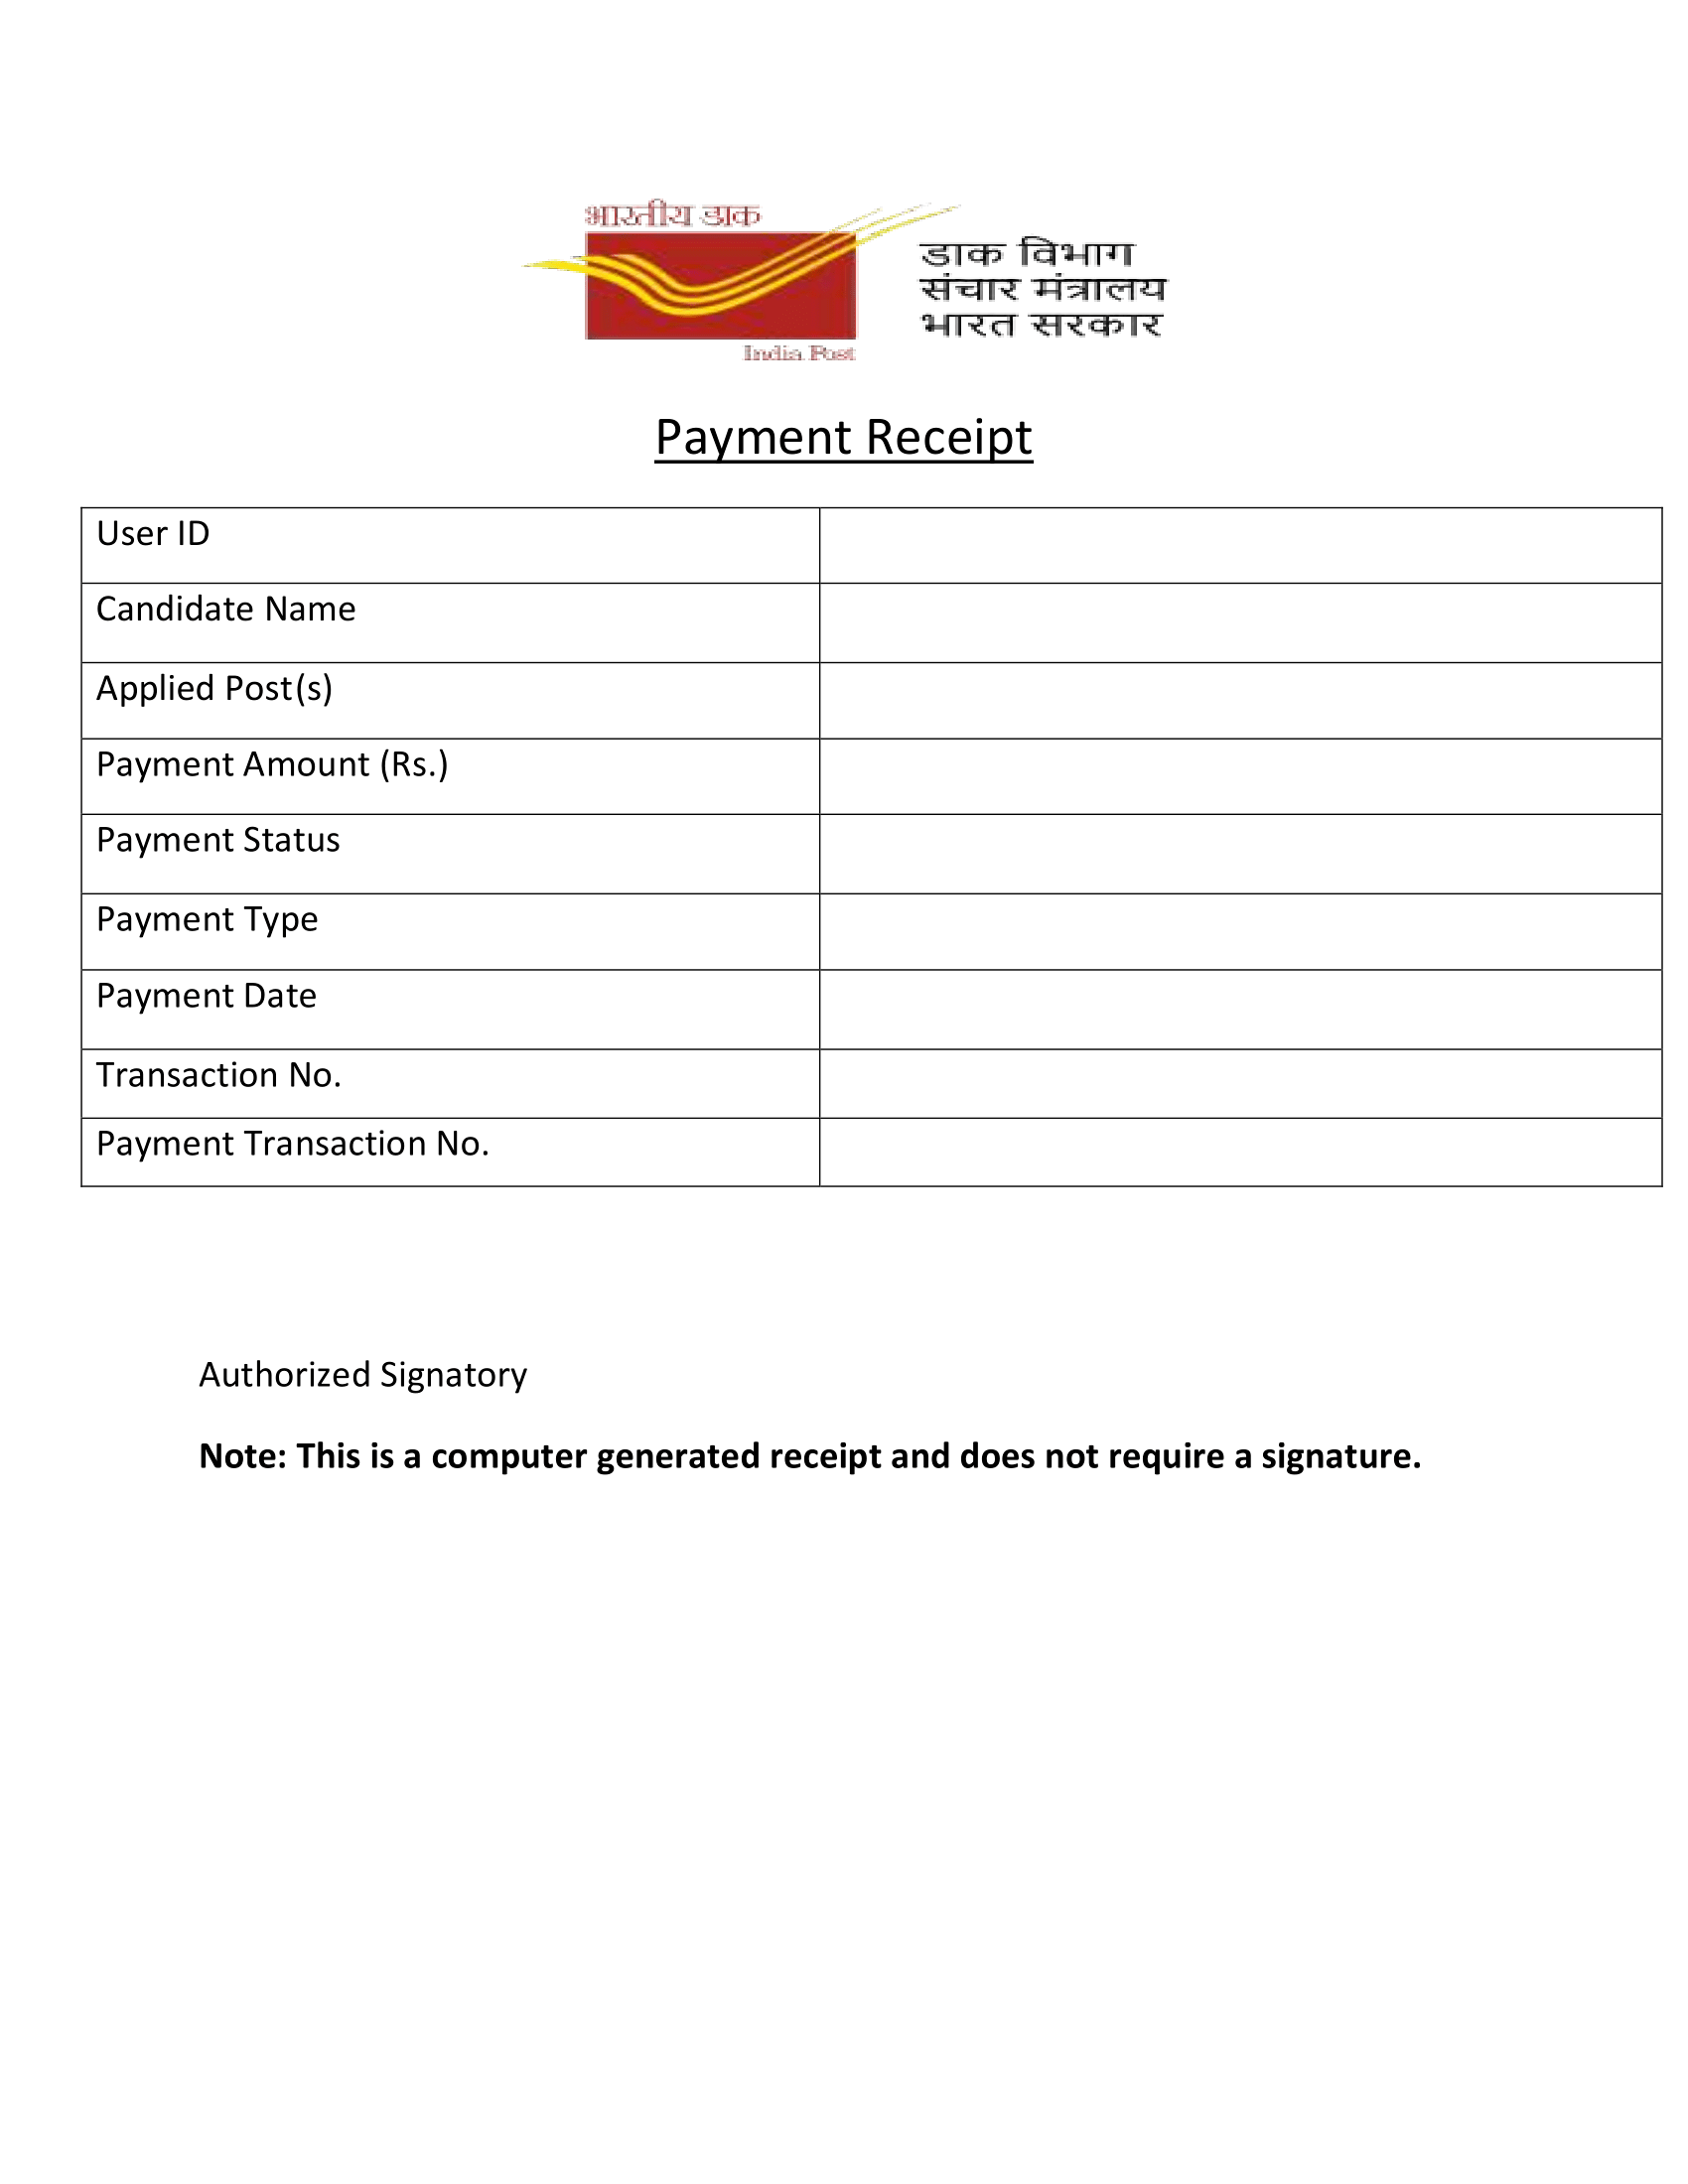 भारतीय डाक
India Post
डाक विभाग
संचार मंत्रालय
भारत सरकार
Payment Receipt
User ID
Candidate Name
Applied Post(s)
Payment Amount (Rs.)
Payment Status
Payment Type
Payment Date
Transaction No.
Payment Transaction No.
Authorized Signatory
Note: This is a computer generated receipt and does not require a signature.